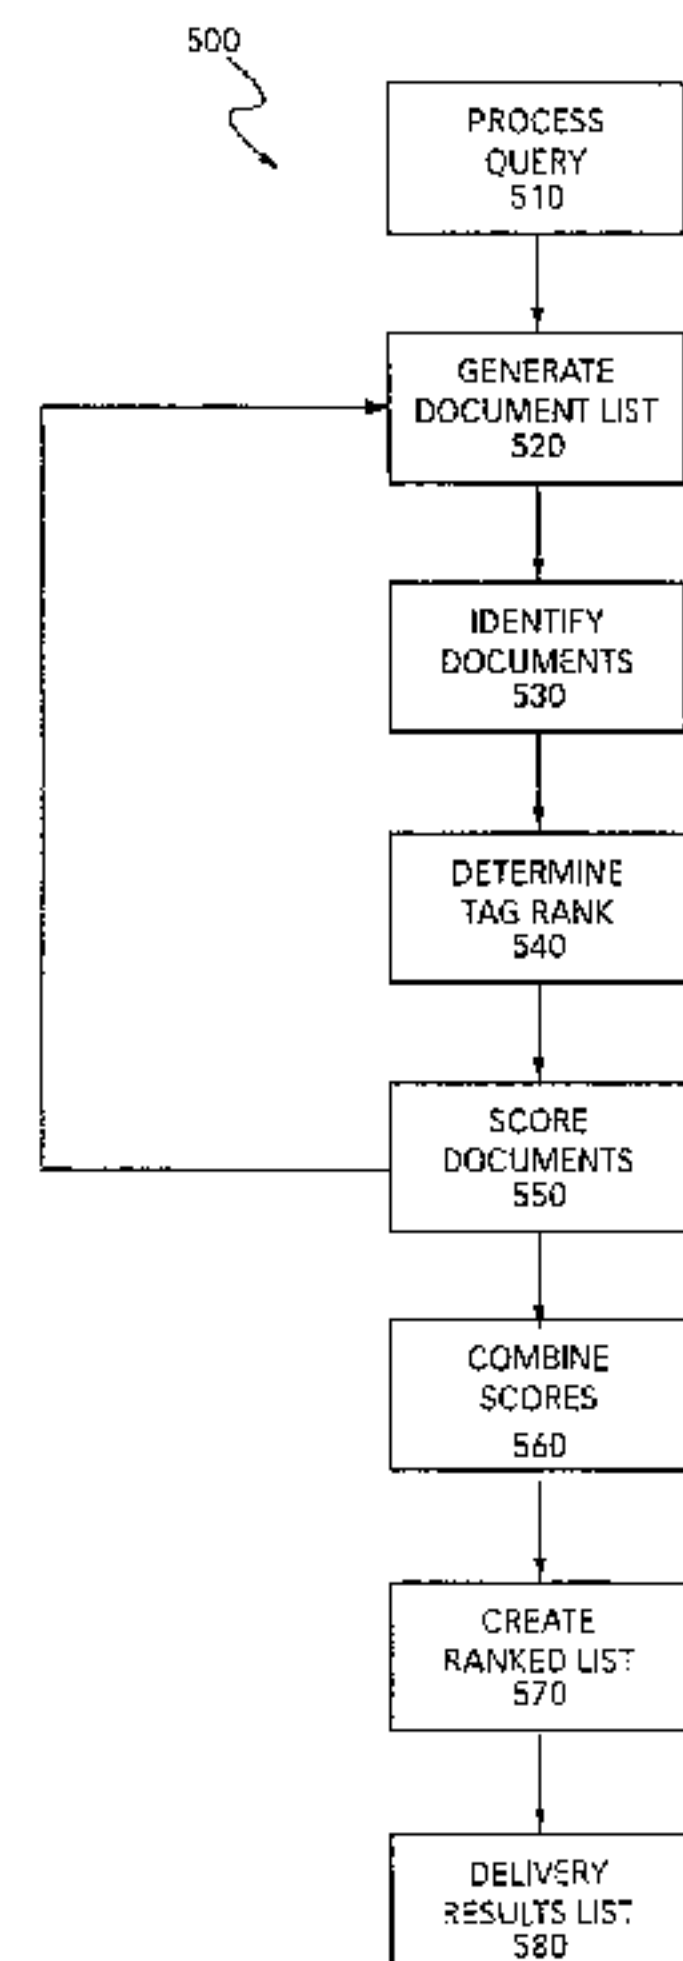 500
PROCESS
QUERY
510
GENERATE
DOCUMENT LIST
520
IDENTIFY
DOCUMENTS
530
DETERMINE
TAG RANK
540
SCORE
DOCUMENTS
550
COMBINE
SCORES
560
CREATE
RANKED LIST
570
DELIVERY
RESULTS LIST
580